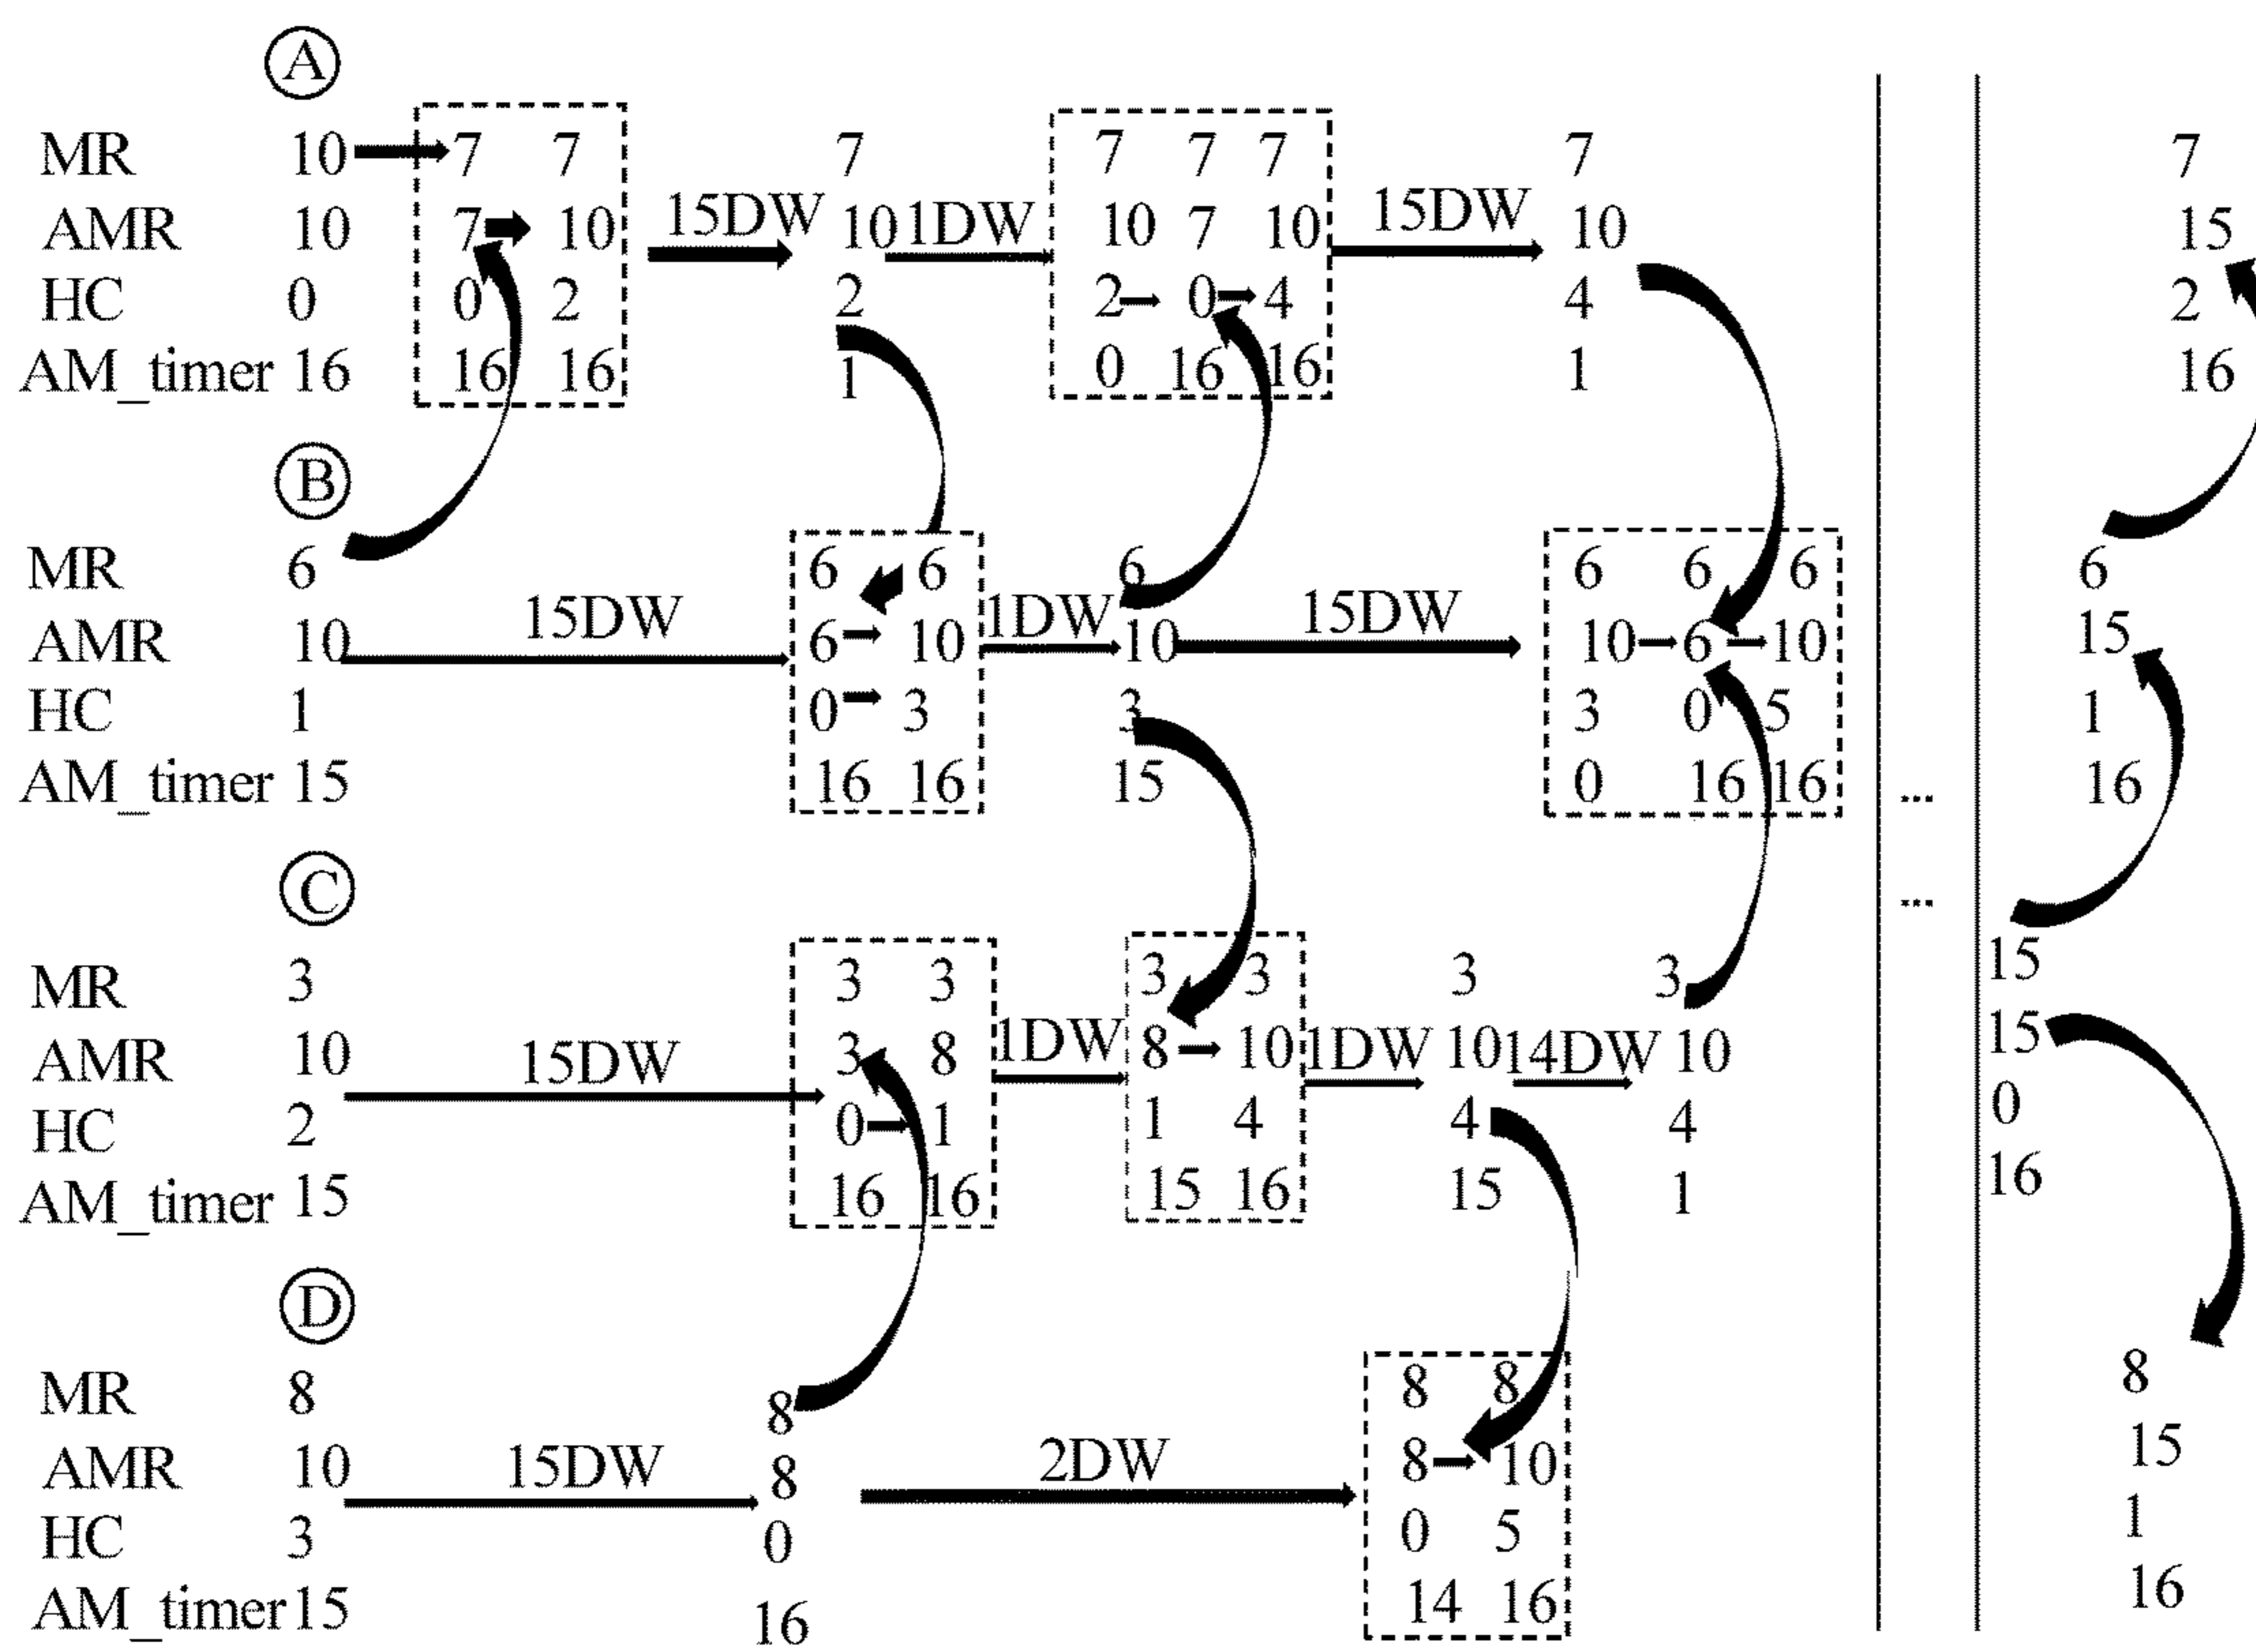 A
MR 10 7 7 7 7 7 7 7 7
AMR 10 7 10 15DW 10 1DW 10 7 10 15DW 10 15
HC 0 0 2 2 2 0 4 4 2
AM_timer 16 16 16 1 0 16 16 1 16
B
MR 6 6 6 6 6 6 6 6
AMR 10 15DW 6 10 1DW 10 15DW 10 6 10 15
HC 1 0 3 3 3 0 5 1
AM_timer 15 16 16 15 0 16 16 ... 16
C ...
MR 3 3 3 3 3 3 3 15
AMR 10 15DW 3 8 1DW 8 10 1DW 10 14DW 10 15
HC 2 0 1 1 4 4 4 0
AM_timer 15 16 16 15 16 15 1 16
D
MR 8 8 8 8 8
AMR 10 15DW 8 2DW 8 10 15
HC 3 0 0 5 1
AM_timer 15 16 14 16 16